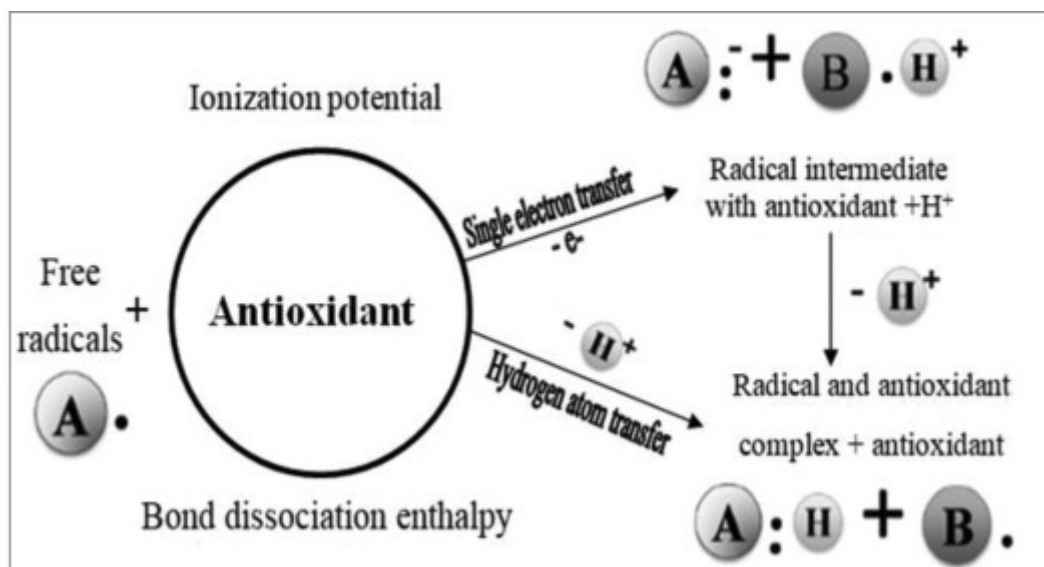 A:⁻ + B . H⁺
Ionization potential
Single electron transfer
- e-
Radical intermediate
with antioxidant +H⁺
Free
radicals
+
A.
Antioxidant
- H⁺
Hydrogen atom transfer
- H⁺
Radical and antioxidant
complex + antioxidant
Bond dissociation enthalpy
A:H + B.